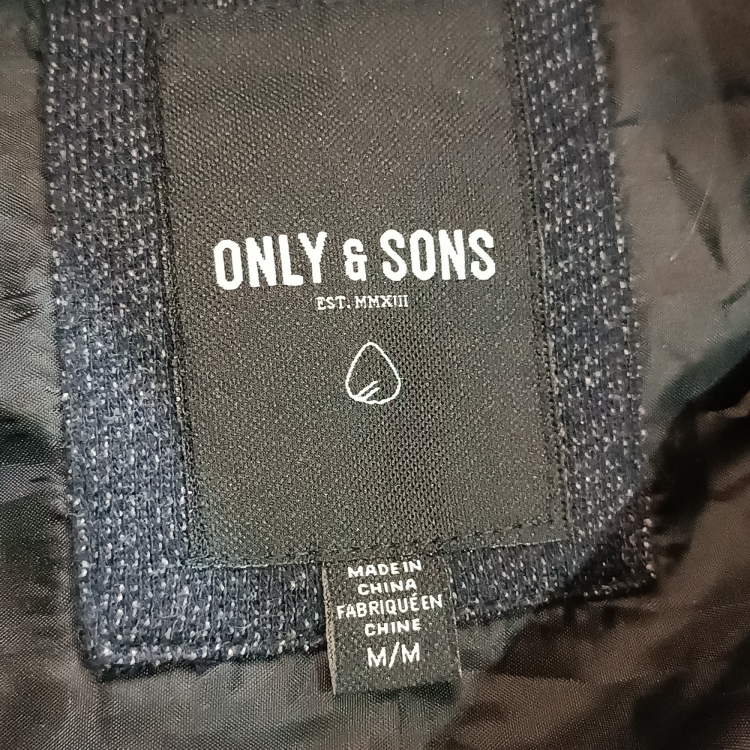 ONLY & SONS
EST. MMXIII
MADE IN
CHINA
FABRIQUÉ EN
CHINE
M/M